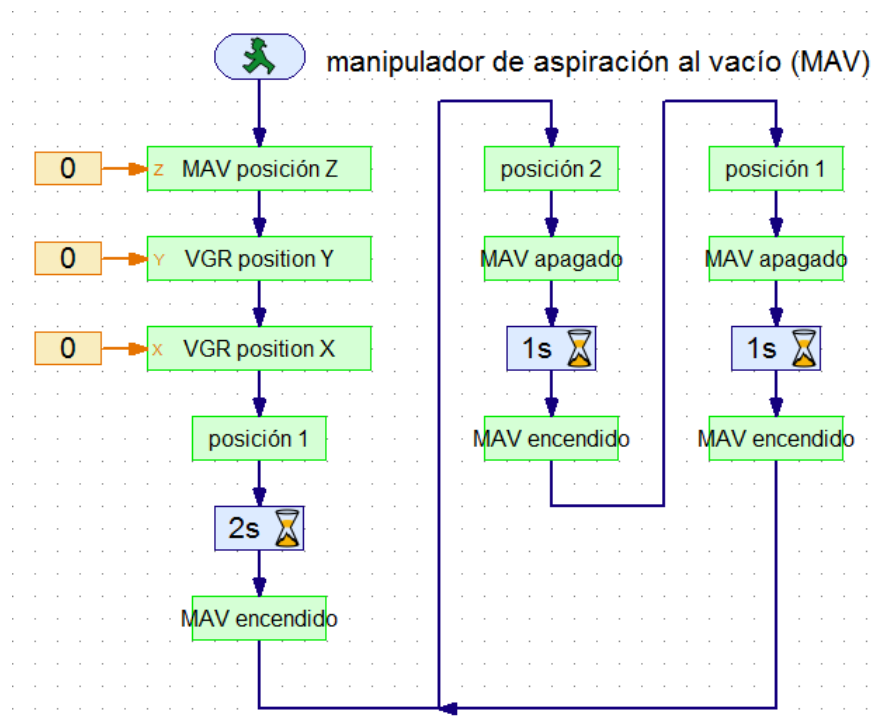 manipulador de aspiración al vacío (MAV)
0
Z MAV posición Z
0
Y VGR position Y
0
X VGR position X
posición 1
2s
MAV encendido
posición 2
MAV apagado
1s
MAV encendido
posición 1
MAV apagado
1s
MAV encendido